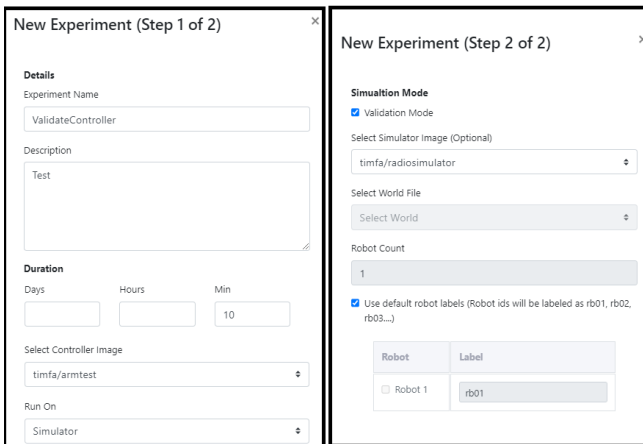 New Experiment (Step 1 of 2)
×
Details
Experiment Name
ValidateController
Description
Test
Duration
Days Hours Min
10
Select Controller Image
timfa/armtest
Run On
Simulator
New Experiment (Step 2 of 2)
×
Simualtion Mode
Validation Mode
Select Simulator Image (Optional)
timfa/radiosimulator
Select World File
Select World
Robot Count
1
Use default robot labels (Robot ids will be labeled as rb01, rb02,
rb03....)
Robot Label
Robot 1 rb01